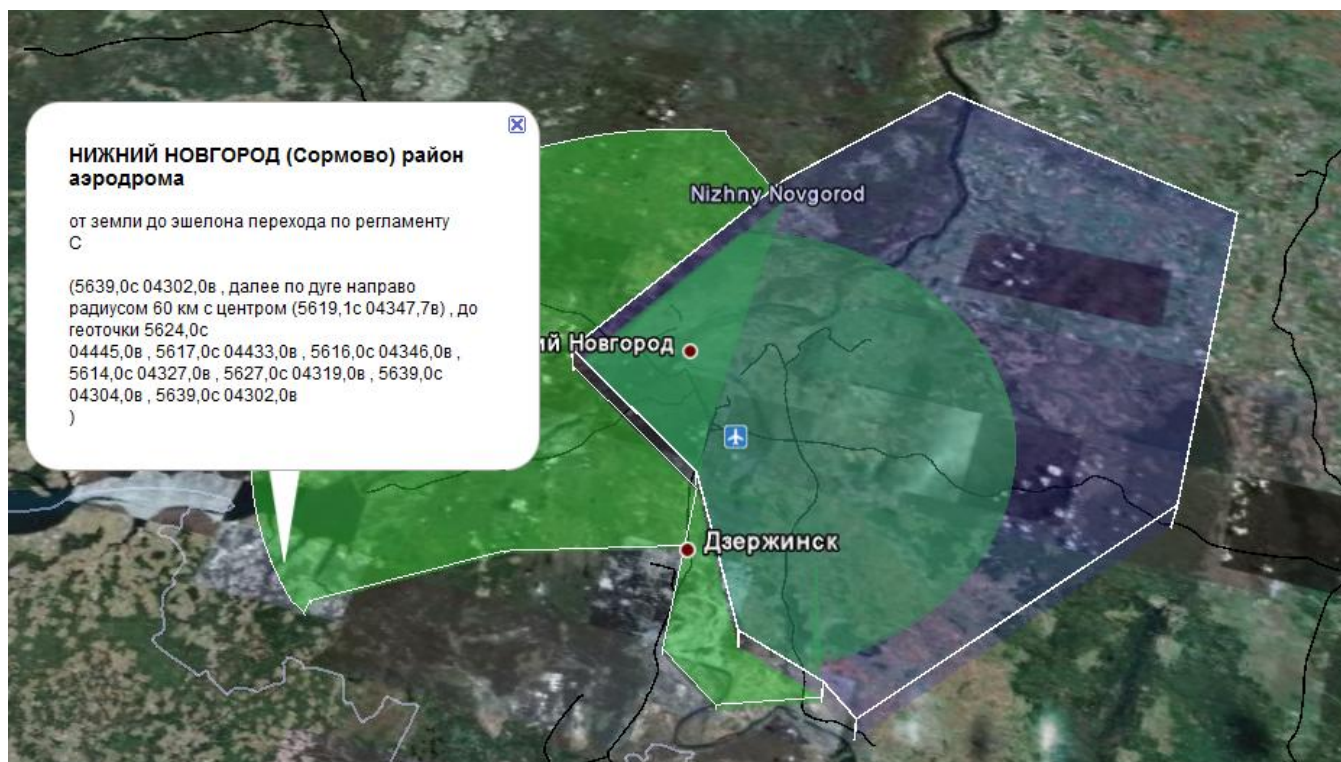 НИЖНИЙ НОВГОРОД (Сормово) район
аэродрома
от земли до эшелона перехода по регламенту
С
(5639,0с 04302,0в , далее по дуге направо
радиусом 60 км с центром (5619,1с 04347,7в) , до
геоточки 5624,0с
04445,0в , 5617,0с 04433,0в , 5616,0с 04346,0в ,
5614,0с 04327,0в , 5627,0с 04319,0в , 5639,0с
04304,0в , 5639,0с 04302,0в
)
Nizhny Novgorod
ий Новгород
Дзержинск